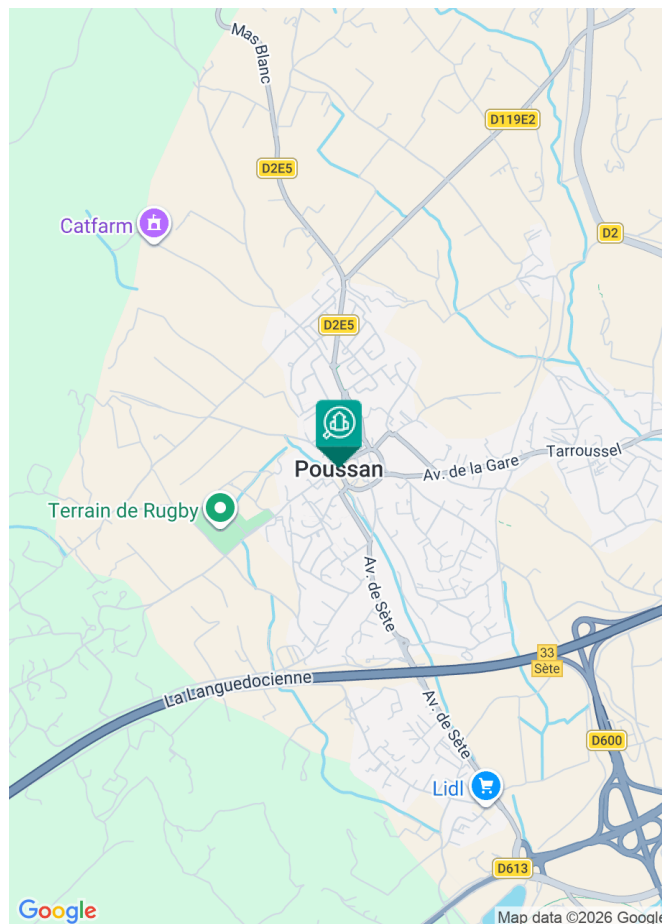 Mas Blanc
D119E2
D2E5
Catfarm
D2
D2E5
Poussan
Tarroussel
Av. de la Gare
Terrain de Rugby
Av. de Sète
33
Sète
La Languedocienne
Av. de Sète
D600
Lidl
D613
Google
Map data ©2026 Google